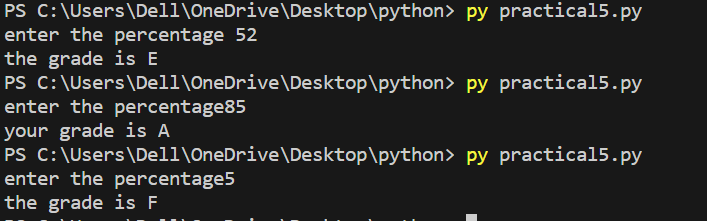 PS C:\Users\Dell\OneDrive\Desktop\python> py practical5.py
enter the percentage 52
the grade is E
PS C:\Users\Dell\OneDrive\Desktop\python> py practical5.py
enter the percentage85
your grade is A
PS C:\Users\Dell\OneDrive\Desktop\python> py practical5.py
enter the percentage5
the grade is F